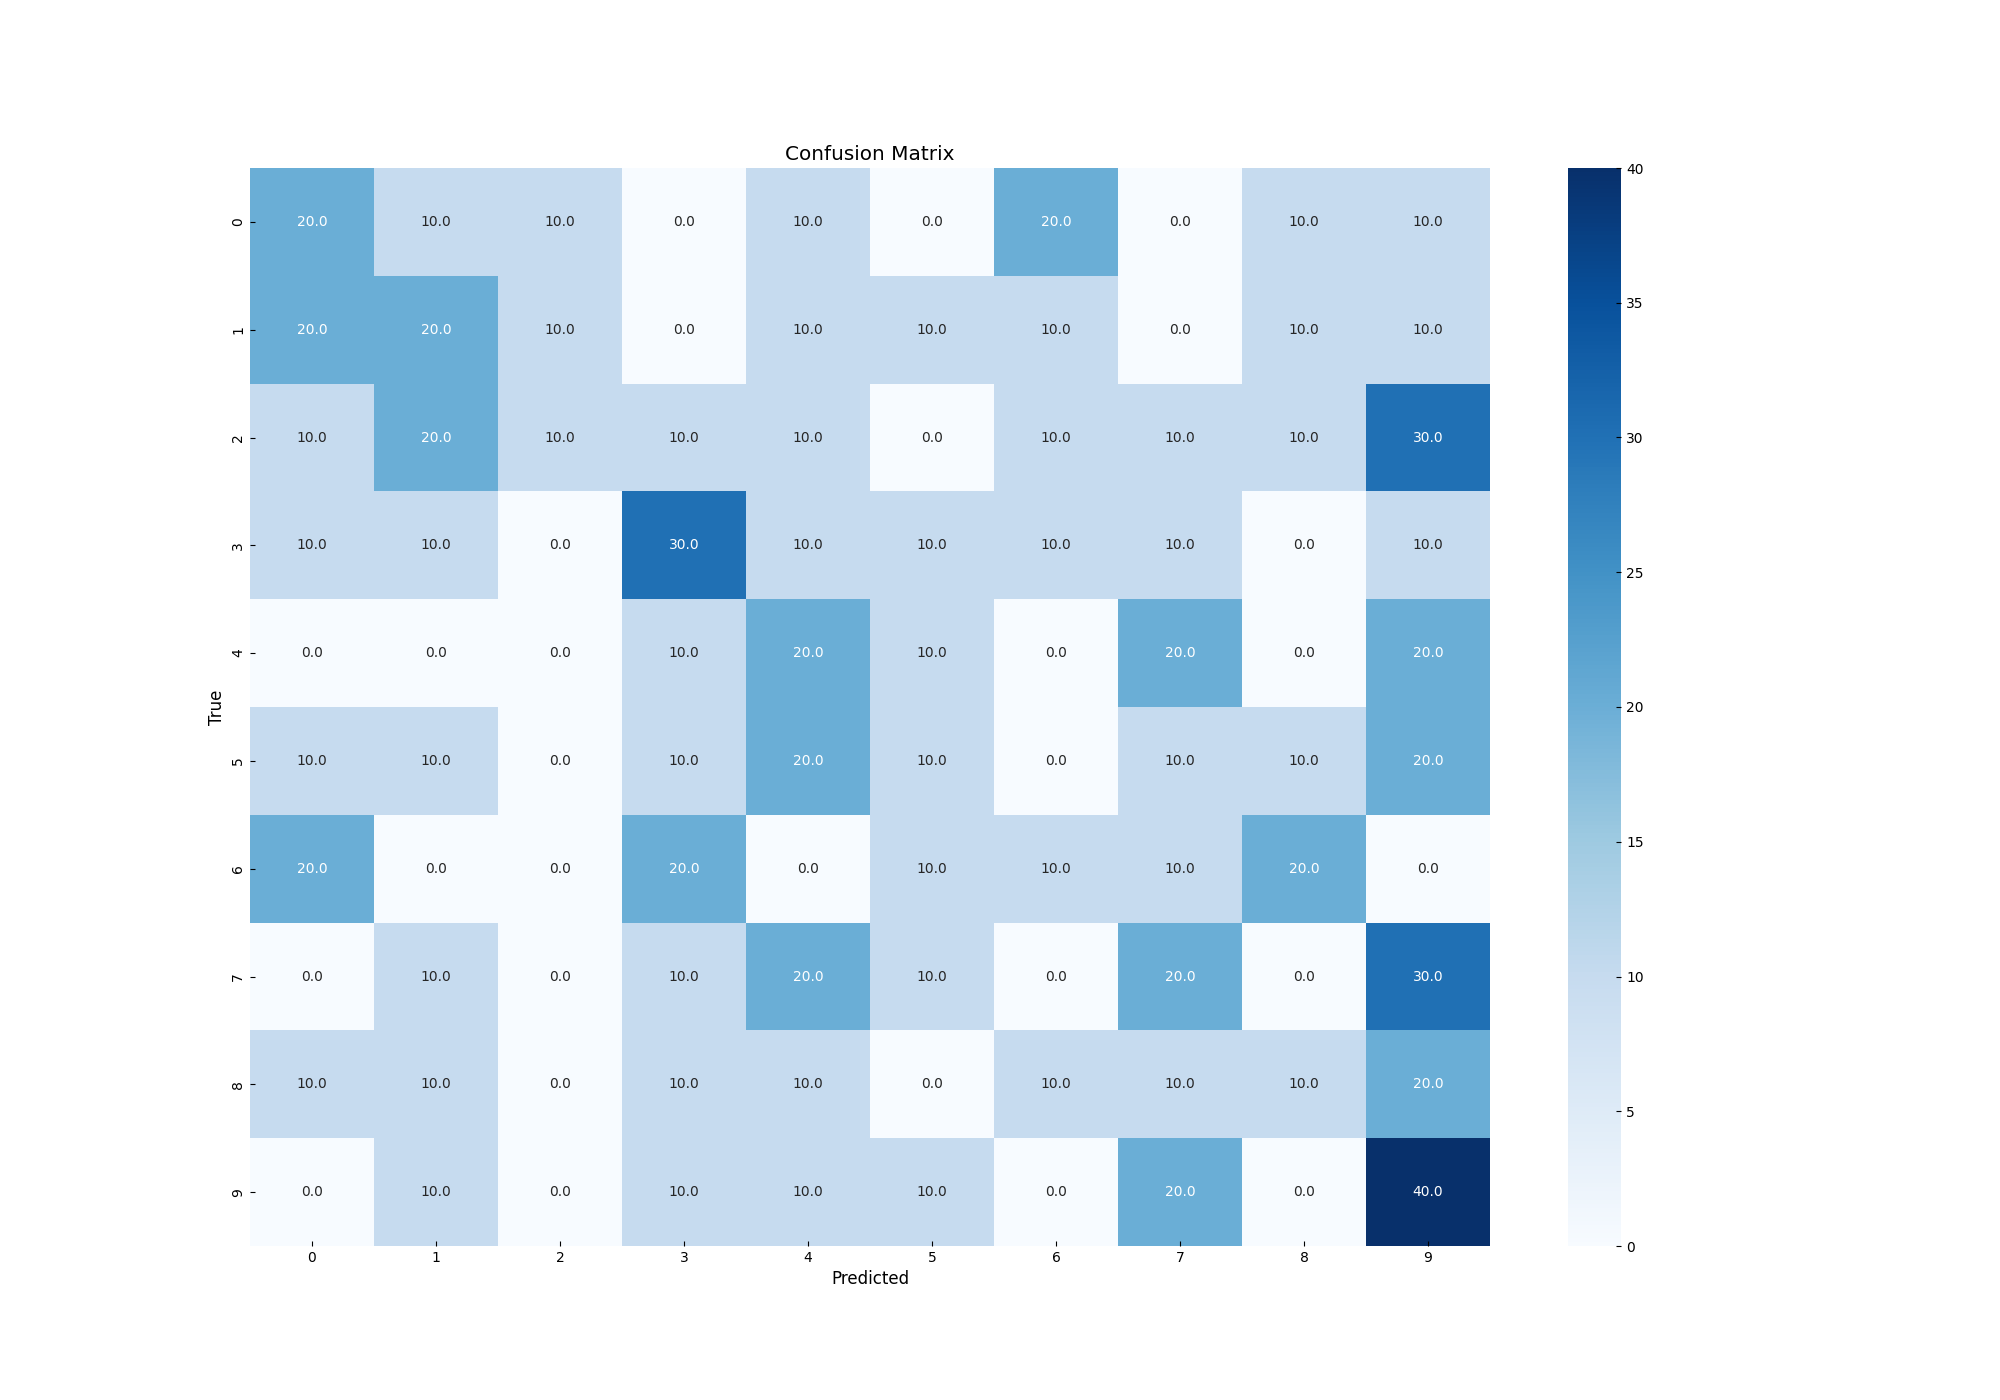 Confusion Matrix
0 20.0 10.0 10.0 0.0 10.0 0.0 20.0 0.0 10.0 10.0
1 20.0 20.0 10.0 0.0 10.0 10.0 10.0 0.0 10.0 10.0
2 10.0 20.0 10.0 10.0 10.0 0.0 10.0 10.0 10.0 30.0
3 10.0 10.0 0.0 30.0 10.0 10.0 10.0 10.0 0.0 10.0
4 0.0 0.0 0.0 10.0 20.0 10.0 0.0 20.0 0.0 20.0
5 10.0 10.0 0.0 10.0 20.0 10.0 0.0 10.0 10.0 20.0
6 20.0 0.0 0.0 20.0 0.0 10.0 10.0 10.0 20.0 0.0
7 0.0 10.0 0.0 10.0 20.0 10.0 0.0 20.0 0.0 30.0
8 10.0 10.0 0.0 10.0 10.0 0.0 10.0 10.0 10.0 20.0
9 0.0 10.0 0.0 10.0 10.0 10.0 0.0 20.0 0.0 40.0
0 1 2 3 4 5 6 7 8 9
Predicted
True
40
35
30
25
20
15
10
5
0